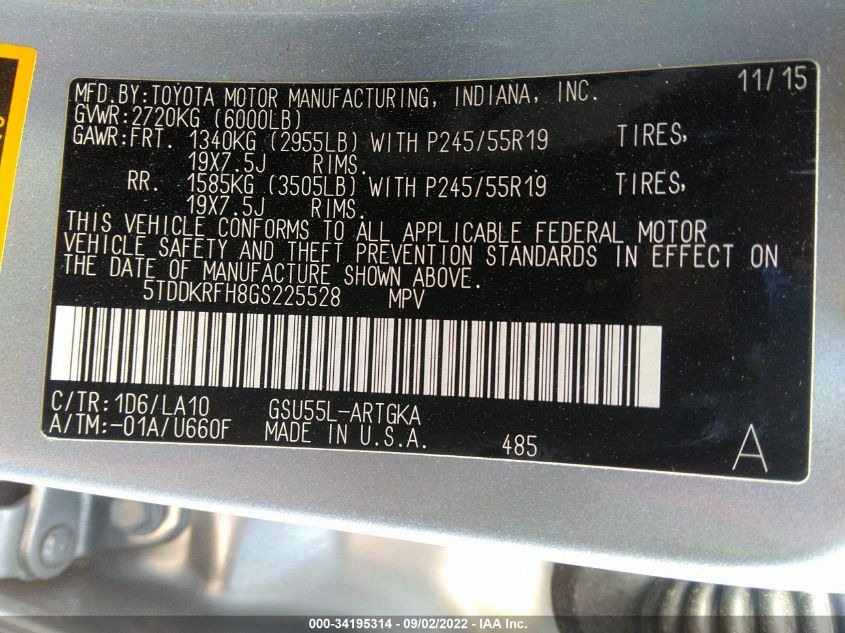 MFD.BY:TOYOTA MOTOR MANUFACTURING, INDIANA, INC. 11/15
GVWR:2720KG (6000LB)
GAWR:FRT. 1340KG (2955LB) WITH P245/55R19 TIRES,
19X7.5J RIMS.
RR. 1585KG (3505LB) WITH P245/55R19 TIRES,
19X7.5J RIMS.
THIS VEHICLE CONFORMS TO ALL APPLICABLE FEDERAL MOTOR
VEHICLE SAFETY AND THEFT PREVENTION STANDARDS IN EFFECT ON
THE DATE OF MANUFACTURE SHOWN ABOVE.
5TDDKRFH8GS225528 MPV
C/TR:1D6/LA10 GSU55L-ARTGKA
A/TM:-01A/U660F MADE IN U.S.A. 485 A
000-34195314 - 09/02/2022 - IAA Inc.